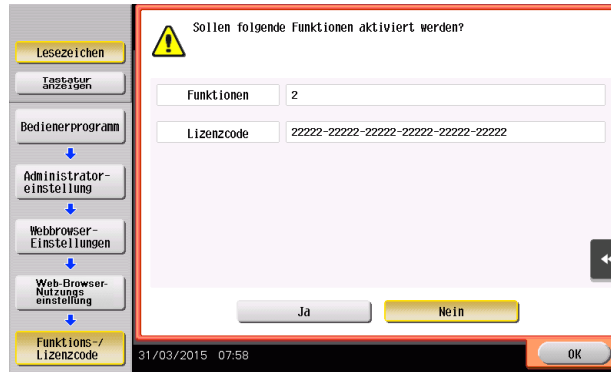 Sollen folgende Funktionen aktiviert werden?
Lesezeichen
Tastatur
anzeigen
Funktionen
2
Bedienerprogramm
Lizenzcode
22222-22222-22222-22222-22222-22222
Administrator-
einstellung
Webbrowser-
Einstellungen
Web-Browser-
Nutzungs
einstellung
Ja
Nein
Funktions-/
Lizenzcode
31/03/2015 07:58
OK